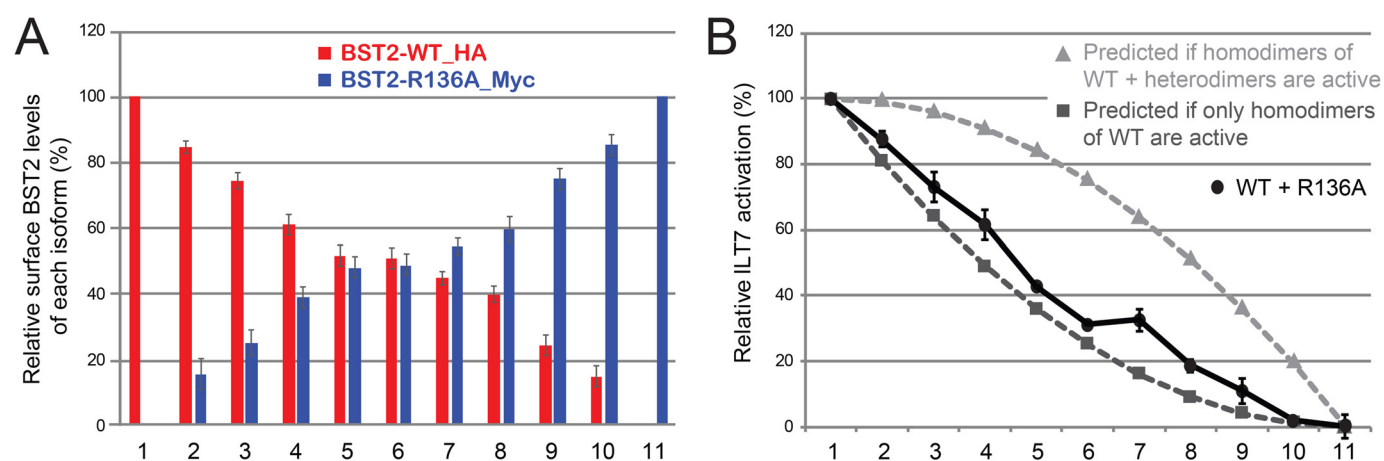 A
Relative surface BST2 levels
of each isoform (%)
120
100
80
60
40
20
0
BST2-WT_HA
BST2-R136A_Myc
1 2 3 4 5 6 7 8 9 10 11
B
Relative ILT7 activation (%)
120
100
80
60
40
20
0
Predicted if homodimers of
WT + heterodimers are active
Predicted if only homodimers
of WT are active
WT + R136A
1 2 3 4 5 6 7 8 9 10 11